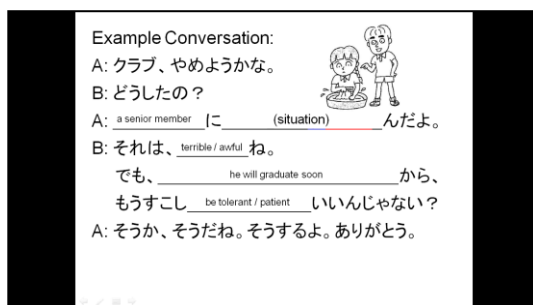 Example Conversation:
A: クラブ、やめようかな。
B: どうしたの？
A: a senior member に (situation) んだよ。
B: それは、 terrible / awful ね。
でも、 he will graduate soon から、
もうすこし be tolerant / patient いいんじゃない？
A: そうか、そうだね。そうするよ。ありがとう。